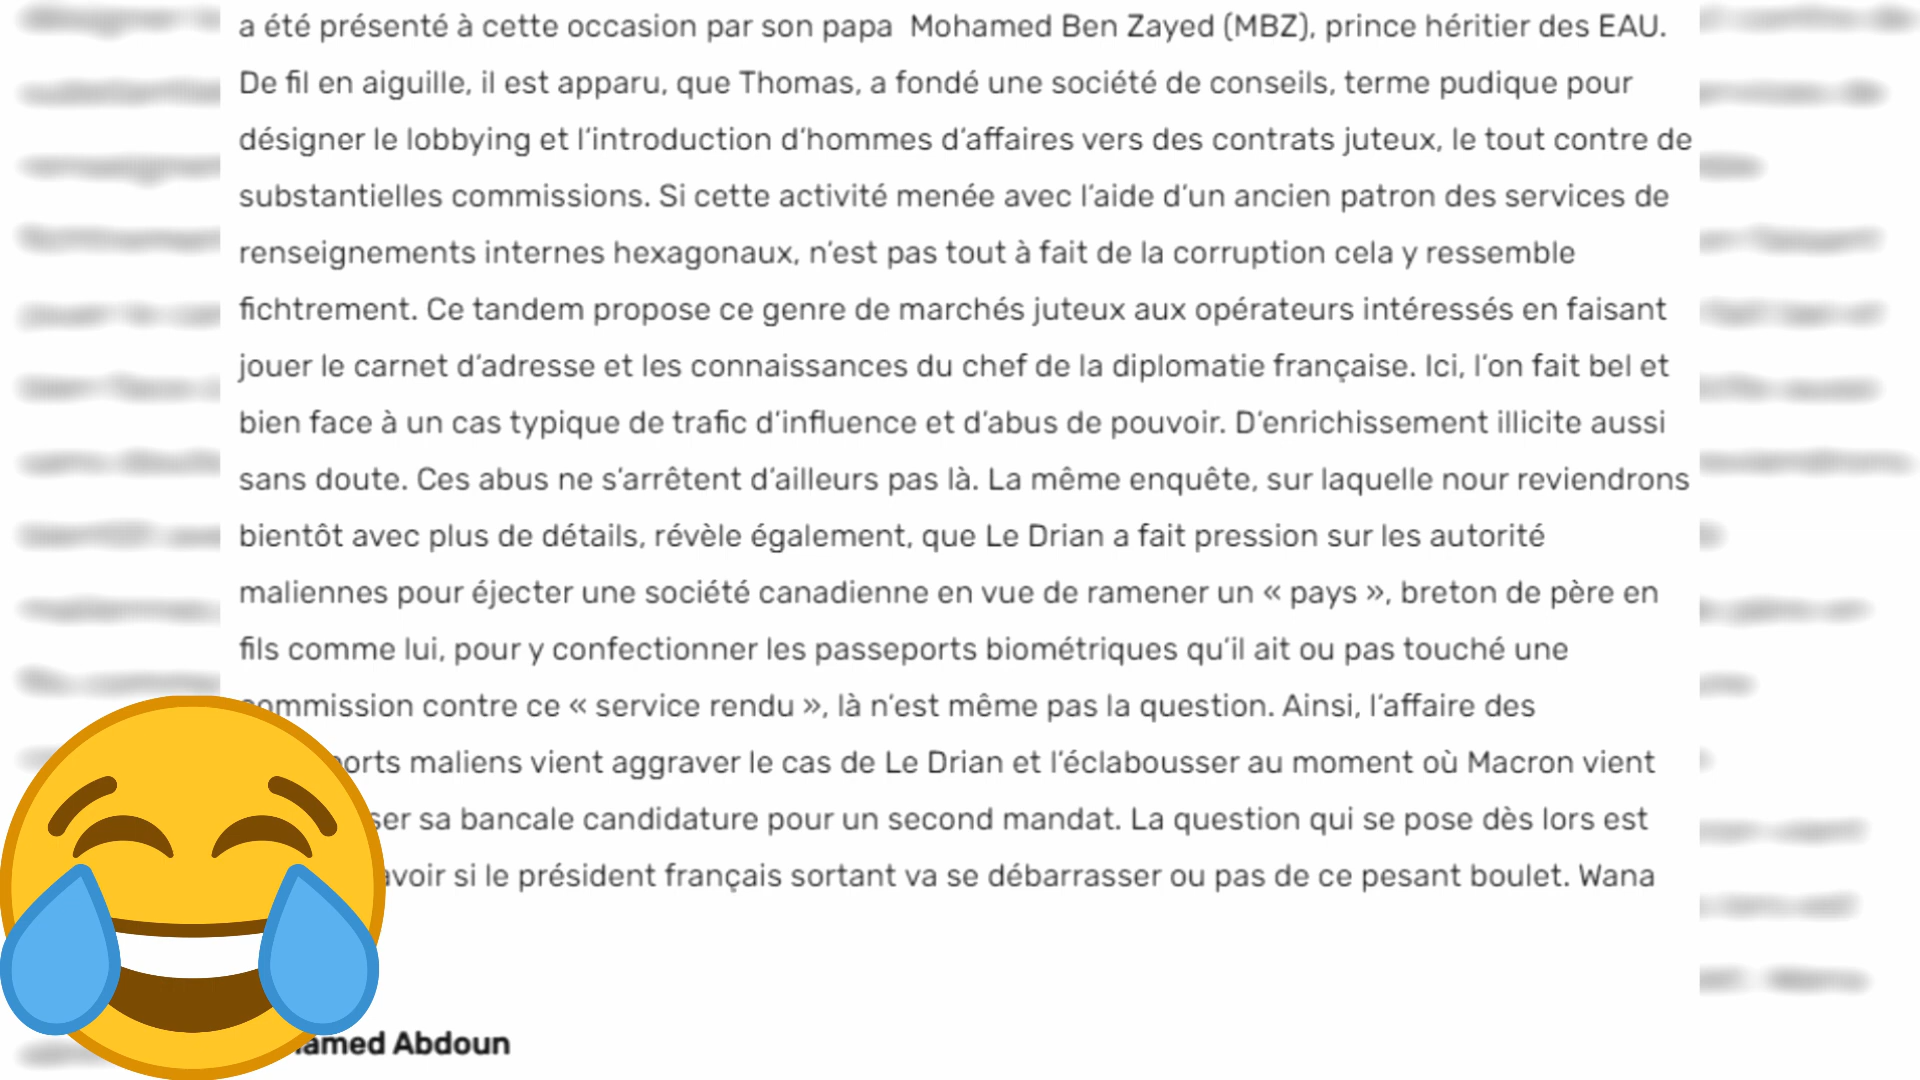 a été présenté à cette occasion par son papa Mohamed Ben Zayed (MBZ), prince héritier des EAU.
De fil en aiguille, il est apparu, que Thomas, a fondé une société de conseils, terme pudique pour
désigner le lobbying et l'introduction d'hommes d'affaires vers des contrats juteux, le tout contre de
substantielles commissions. Si cette activité menée avec l'aide d'un ancien patron des services de
renseignements internes hexagonaux, n'est pas tout à fait de la corruption cela y ressemble
fichtrement. Ce tandem propose ce genre de marchés juteux aux opérateurs intéressés en faisant
jouer le carnet d'adresse et les connaissances du chef de la diplomatie française. Ici, l'on fait bel et
bien face à un cas typique de trafic d'influence et d'abus de pouvoir. D'enrichissement illicite aussi
sans doute. Ces abus ne s'arrêtent d'ailleurs pas là. La même enquête, sur laquelle nour reviendrons
bientôt avec plus de détails, révèle également, que Le Drian a fait pression sur les autorité
maliennes pour éjecter une société canadienne en vue de ramener un « pays », breton de père en
fils comme lui, pour y confectionner les passeports biométriques qu'il ait ou pas touché une
commission contre ce « service rendu », là n'est même pas la question. Ainsi, l'affaire des
maliens vient aggraver le cas de Le Drian et l'éclabousser au moment où Macron vient
sa bancale candidature pour un second mandat. La question qui se pose dès lors est
si le président français sortant va se débarrasser ou pas de ce pesant boulet. Wana
Abdoun